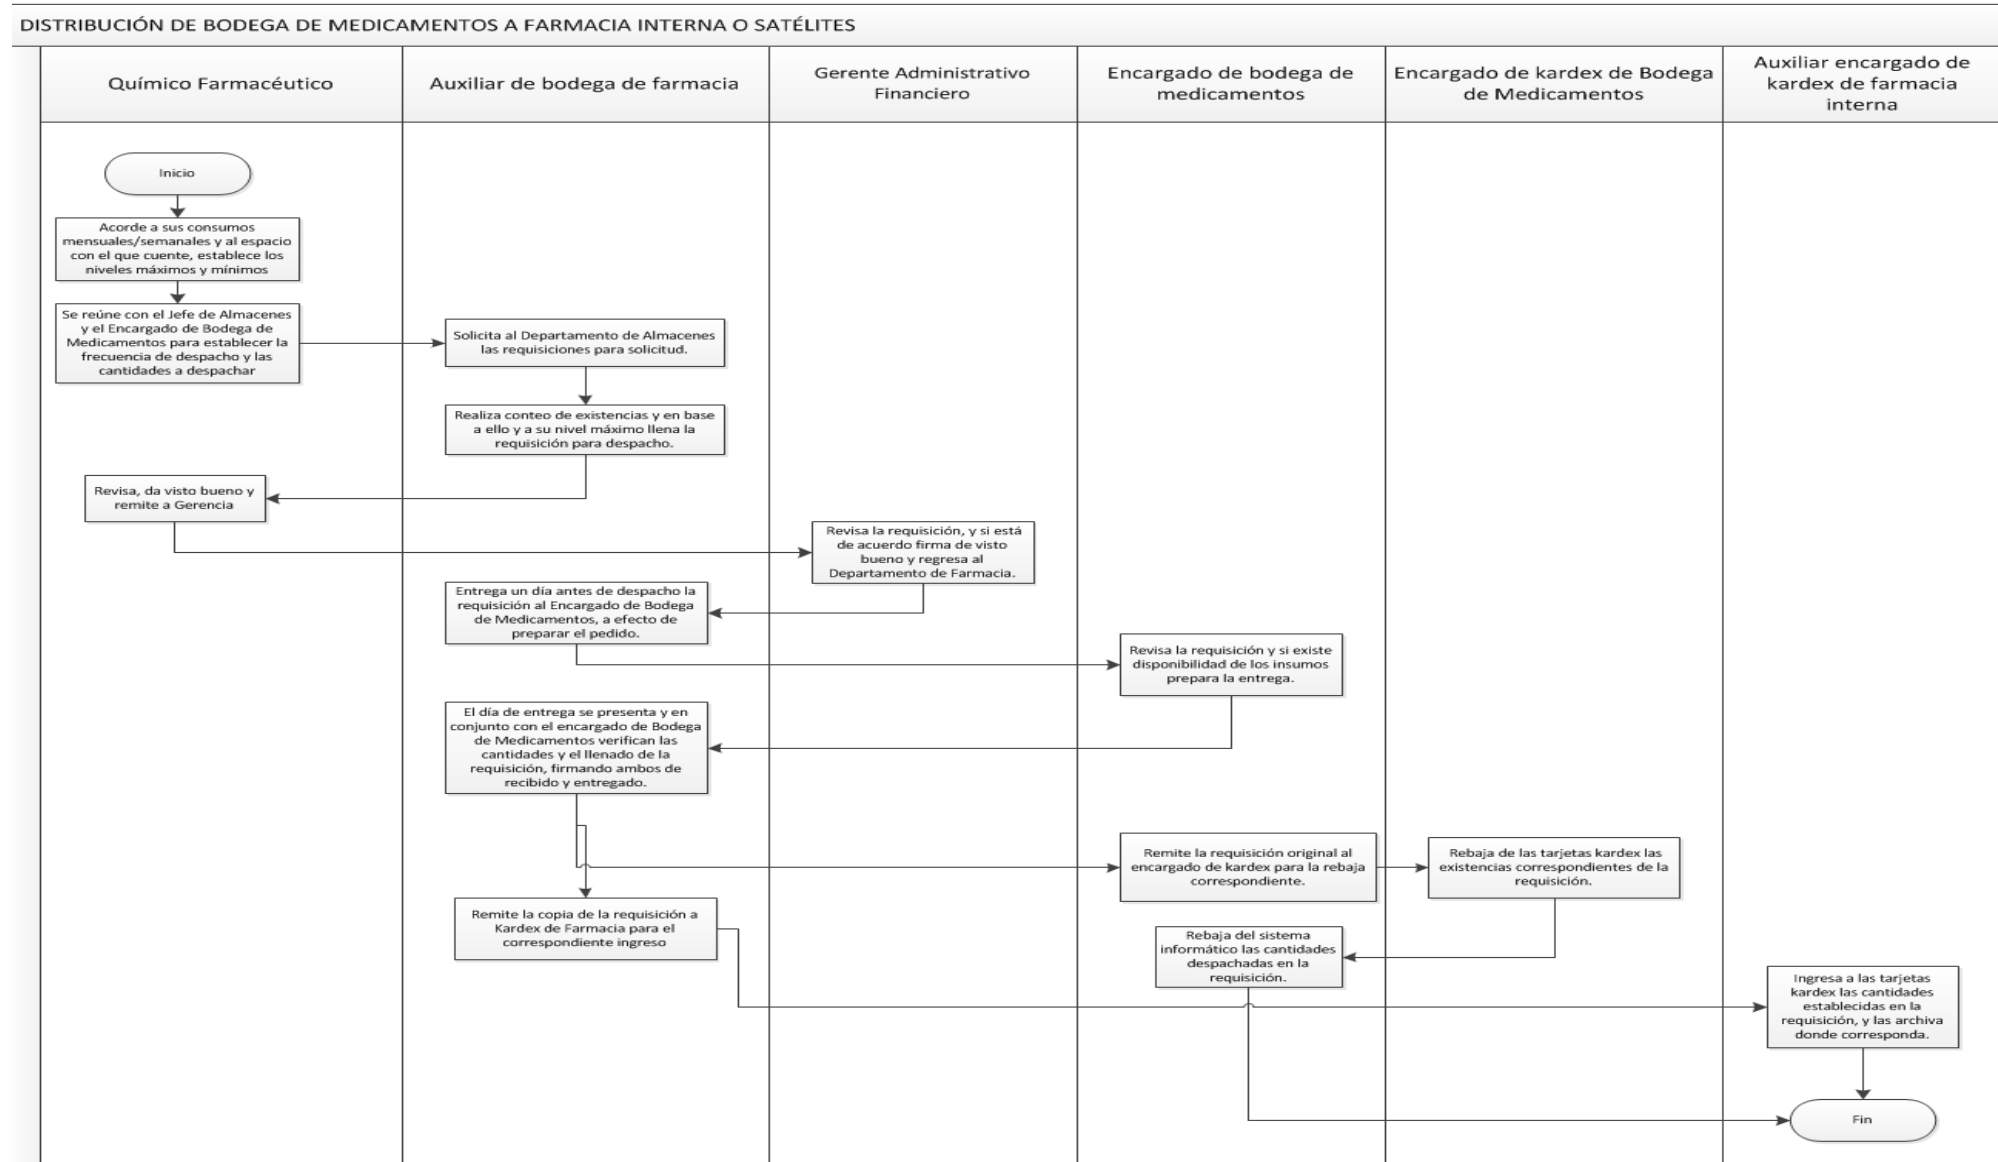 DISTRIBUCIÓN DE BODEGA DE MEDICAMENTOS A FARMACIA INTERNA O SATÉLITES
Químico Farmacéutico
Auxiliar de bodega de farmacia
Gerente Administrativo
Financiero
Encargado de bodega de
medicamentos
Encargado de kardex de Bodega
de Medicamentos
Auxiliar encargado de
kardex de farmacia
interna
Inicio
Acorde a sus consumos
mensuales/semanales y al espacio
con el que cuente, establece los
niveles máximos y mínimos
Se reúne con el Jefe de Almacenes
y el Encargado de Bodega de
Medicamentos para establecer la
frecuencia de despacho y las
cantidades a despachar
Solicita al Departamento de Almacenes
las requisiciones para solicitud.
Realiza conteo de existencias y en base
a ello y a su nivel máximo llena la
requisición para despacho.
Revisa, da visto bueno y
remite a Gerencia
Revisa la requisición, y si está
de acuerdo firma de visto
bueno y regresa al
Departamento de Farmacia.
Entrega un día antes de despacho la
requisición al Encargado de Bodega
de Medicamentos, a efecto de
preparar el pedido.
Revisa la requisición y si existe
disponibilidad de los insumos
prepara la entrega.
El día de entrega se presenta y en
conjunto con el encargado de Bodega
de Medicamentos verifican las
cantidades y el llenado de la
requisición, firmando ambos de
recibido y entregado.
Remite la requisición original al
encargado de kardex para la rebaja
correspondiente.
Rebaja de las tarjetas kardex las
existencias correspondientes de la
requisición.
Remite la copia de la requisición a
Kardex de Farmacia para el
correspondiente ingreso
Rebaja del sistema
informático las cantidades
despachadas en la
requisición.
Ingresa a las tarjetas
kardex las cantidades
establecidas en la
requisición, y las archiva
donde corresponda.
Fin